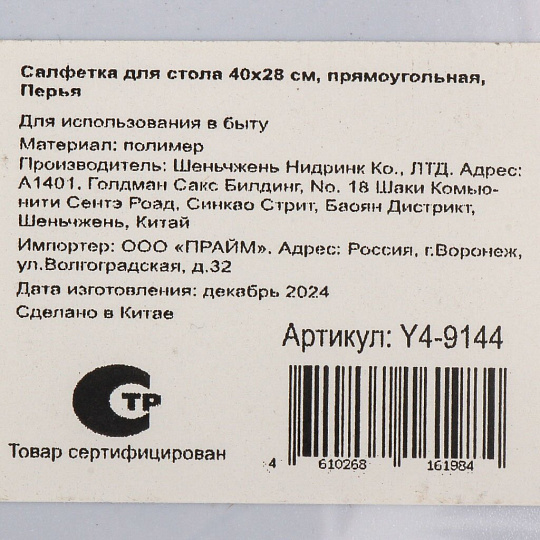 Салфетка для стола 40х28 см, прямоугольная,
Перья
Для использования в быту
Материал: полимер
Производитель: Шеньчжень Нидринк Ко., ЛТД. Адрес:
А1401. Голдман Сакс Билдинг, No. 18 Шаки Комью-
нити Сентэ Роад, Синкао Стрит, Баоян Дистрикт,
Шеньчжень, Китай
Импортер: ООО «ПРАЙМ». Адрес: Россия, г.Воронеж,
ул.Волгоградская, д.32
Дата изготовления: декабрь 2024
Сделано в Китае
Артикул: Y4-9144
СТР
Товар сертифицирован
4 610268 161984